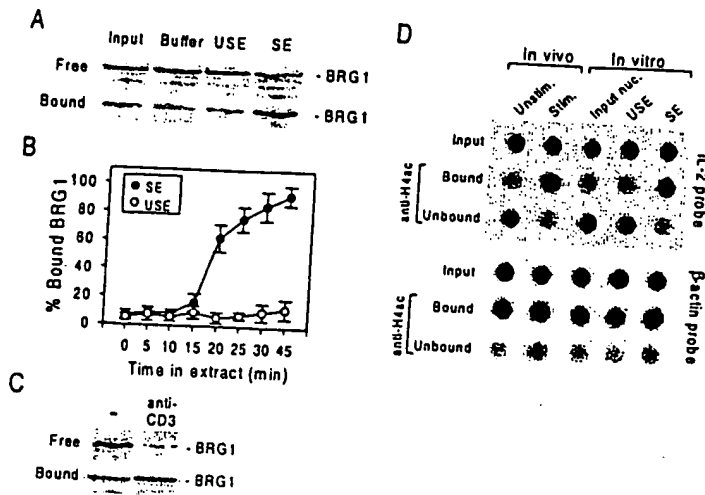 A
Input Buffer USE SE
Free - BRG1
Bound - BRG1
B
% Bound BRG1
100
80
60
40
20
0
SE
USE
0 5 10 15 20 25 30 45
Time in extract (min)
C
- anti-CD3
Free - BRG1
Bound - BRG1
D
In vivo In vitro
Unstim. Stim. Input nuc. USE SE
Input
anti-H4ac
Bound
Unbound
IL-2 probe
Input
anti-H4ac
Bound
Unbound
β actin probe